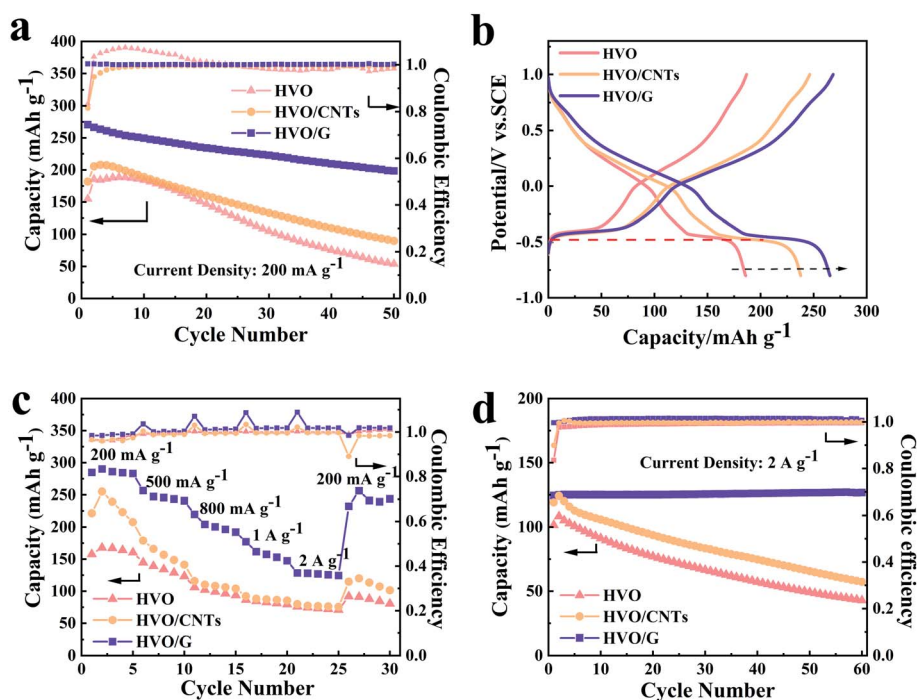 a
400
350
300
250
200
150
100
50
0
Capacity (mAh g⁻¹)
0 10 20 30 40 50
Cycle Number
1.0
0.8
0.6
0.4
0.2
0.0
Coulombic Efficiency
HVO
HVO/CNTs
HVO/G
Current Density: 200 mA g⁻¹
b
1.0
0.5
0.0
-0.5
-1.0
Potential/V vs.SCE
0 50 100 150 200 250 300
Capacity/mAh g⁻¹
HVO
HVO/CNTs
HVO/G
c
400
350
300
250
200
150
100
50
0
Capacity (mAh g⁻¹)
0 5 10 15 20 25 30
Cycle Number
1.0
0.8
0.6
0.4
0.2
0.0
Coulombic Efficiency
200 mA g⁻¹
500 mA g⁻¹
800 mA g⁻¹
1 A g⁻¹
2 A g⁻¹
200 mA g⁻¹
HVO
HVO/CNTs
HVO/G
d
200
150
100
50
0
Capacity (mAh g⁻¹)
0 10 20 30 40 50 60
Cycle Number
1.0
0.8
0.6
0.4
0.2
0.0
Coulombic efficiency
Current Density: 2 A g⁻¹
HVO
HVO/CNTs
HVO/G